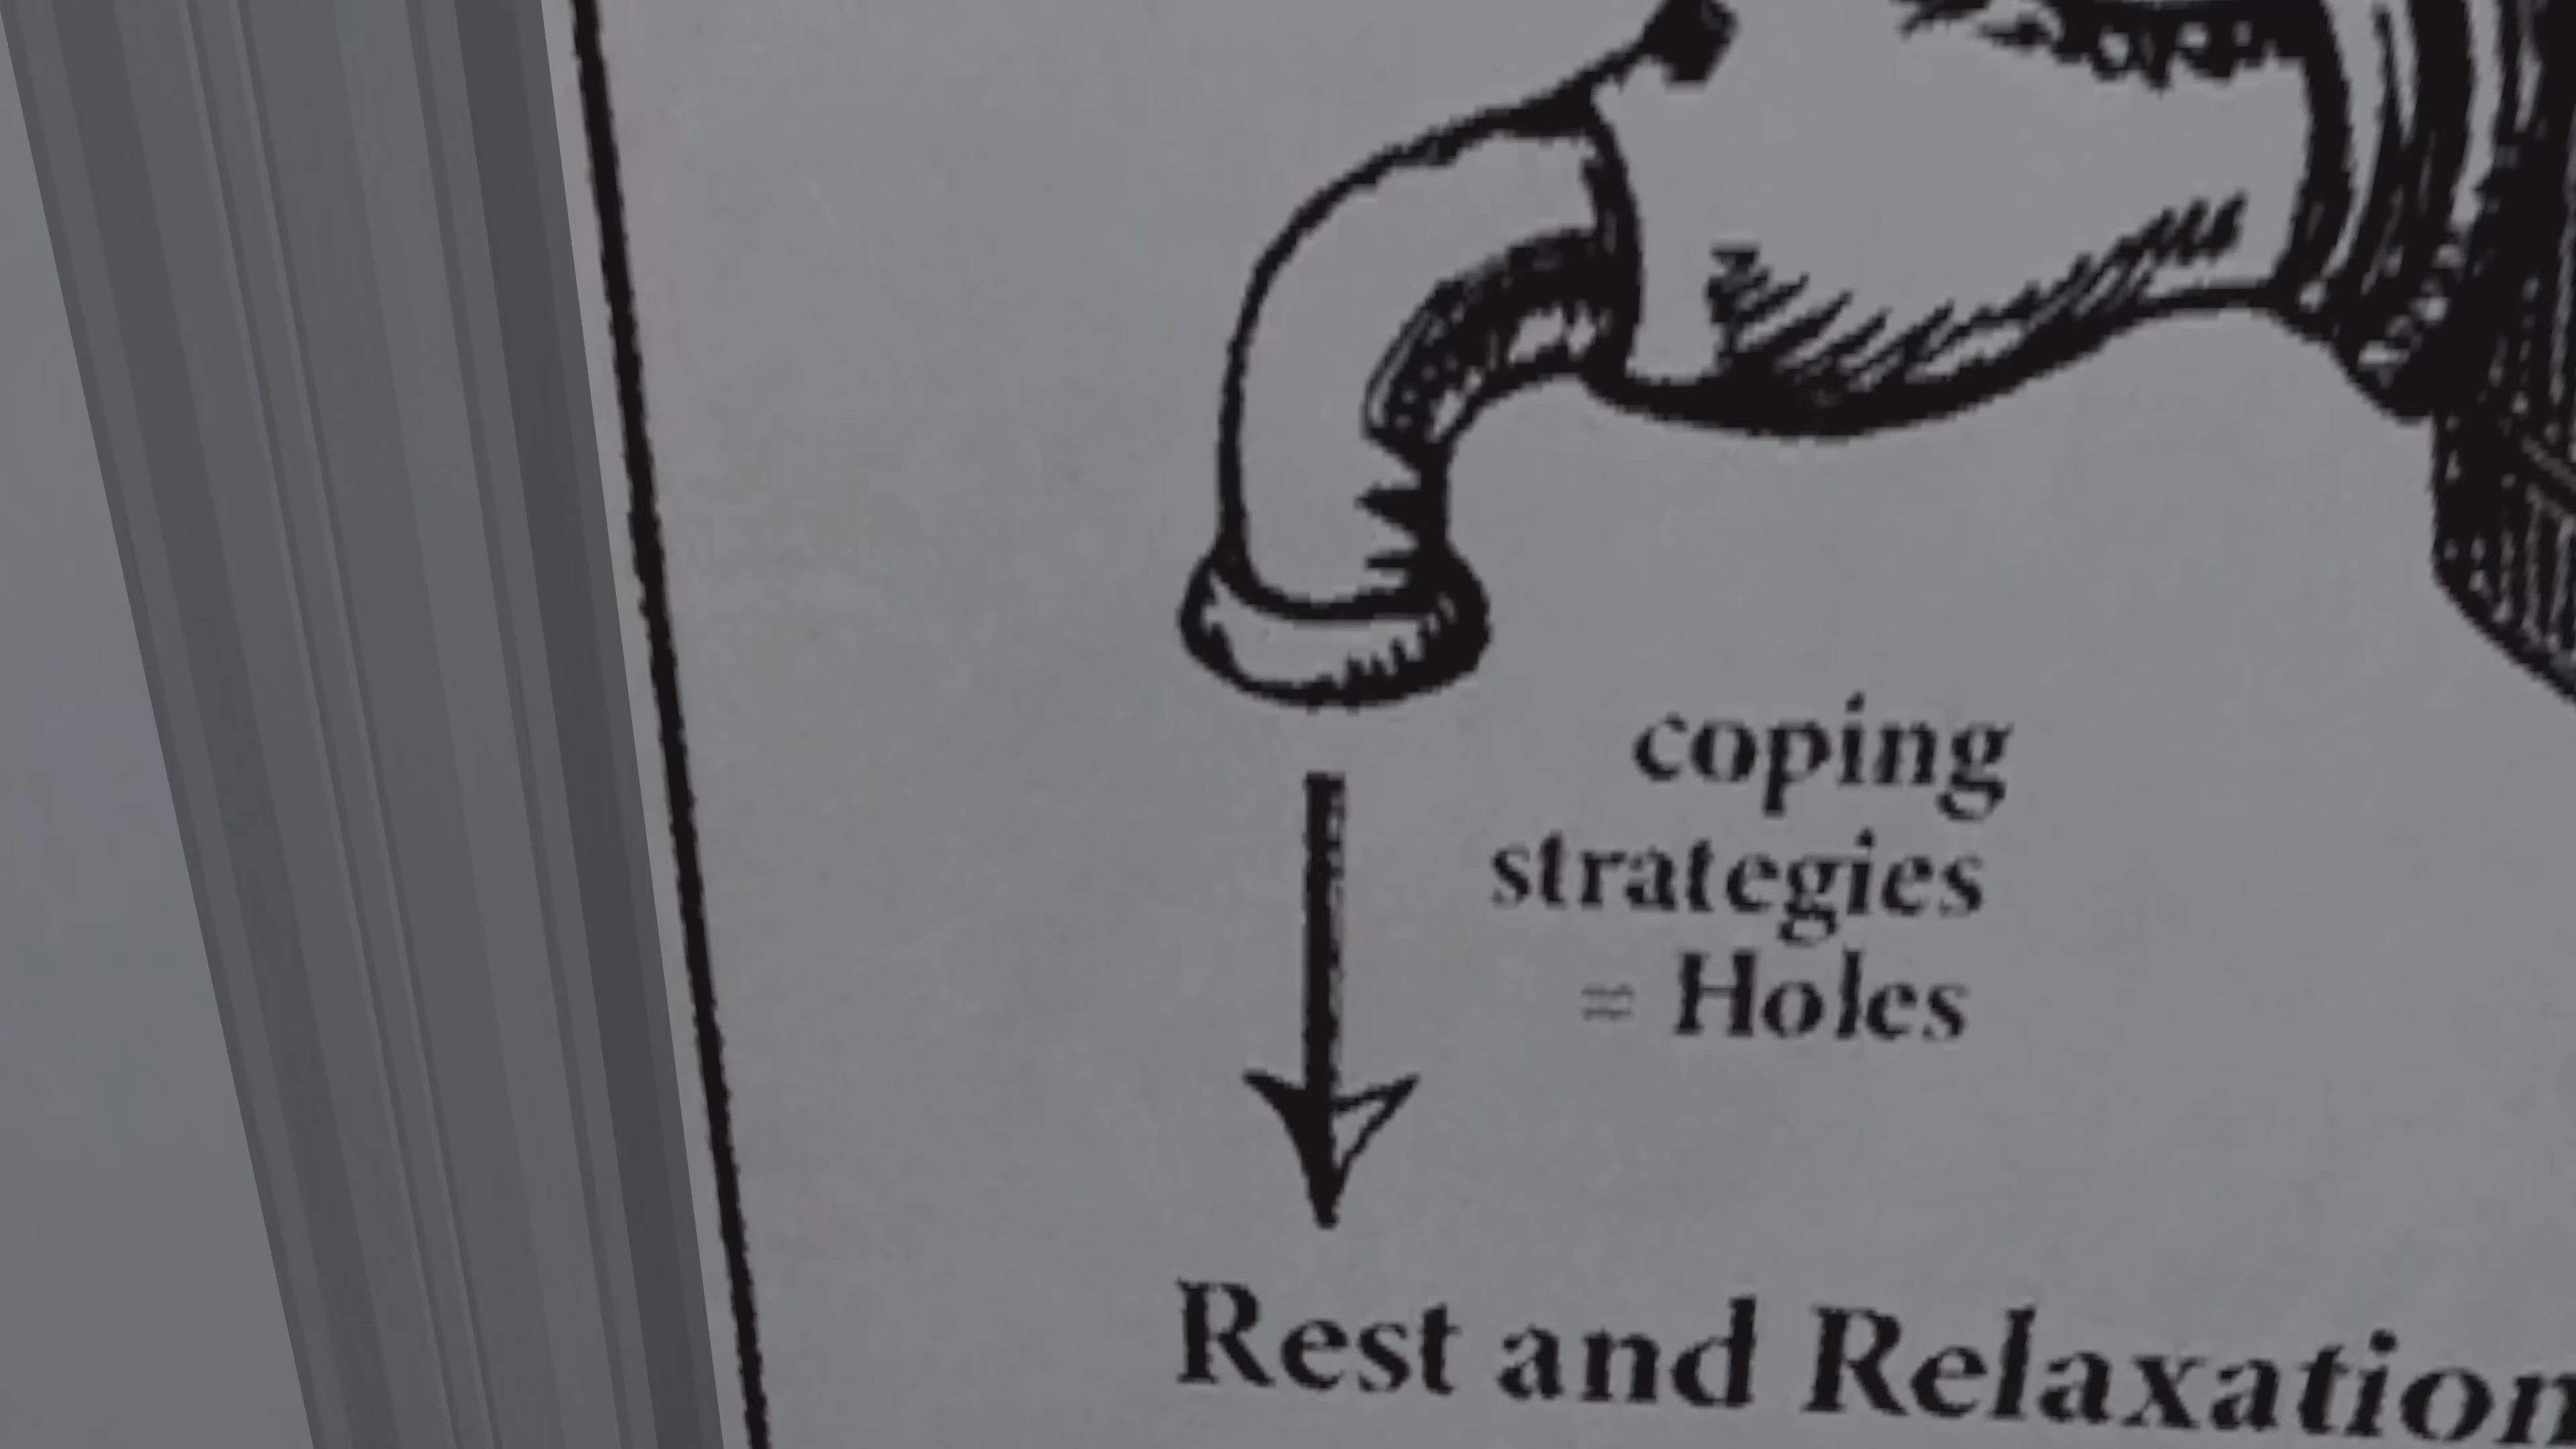 coping
strategies
= Holes
Rest and Relaxation